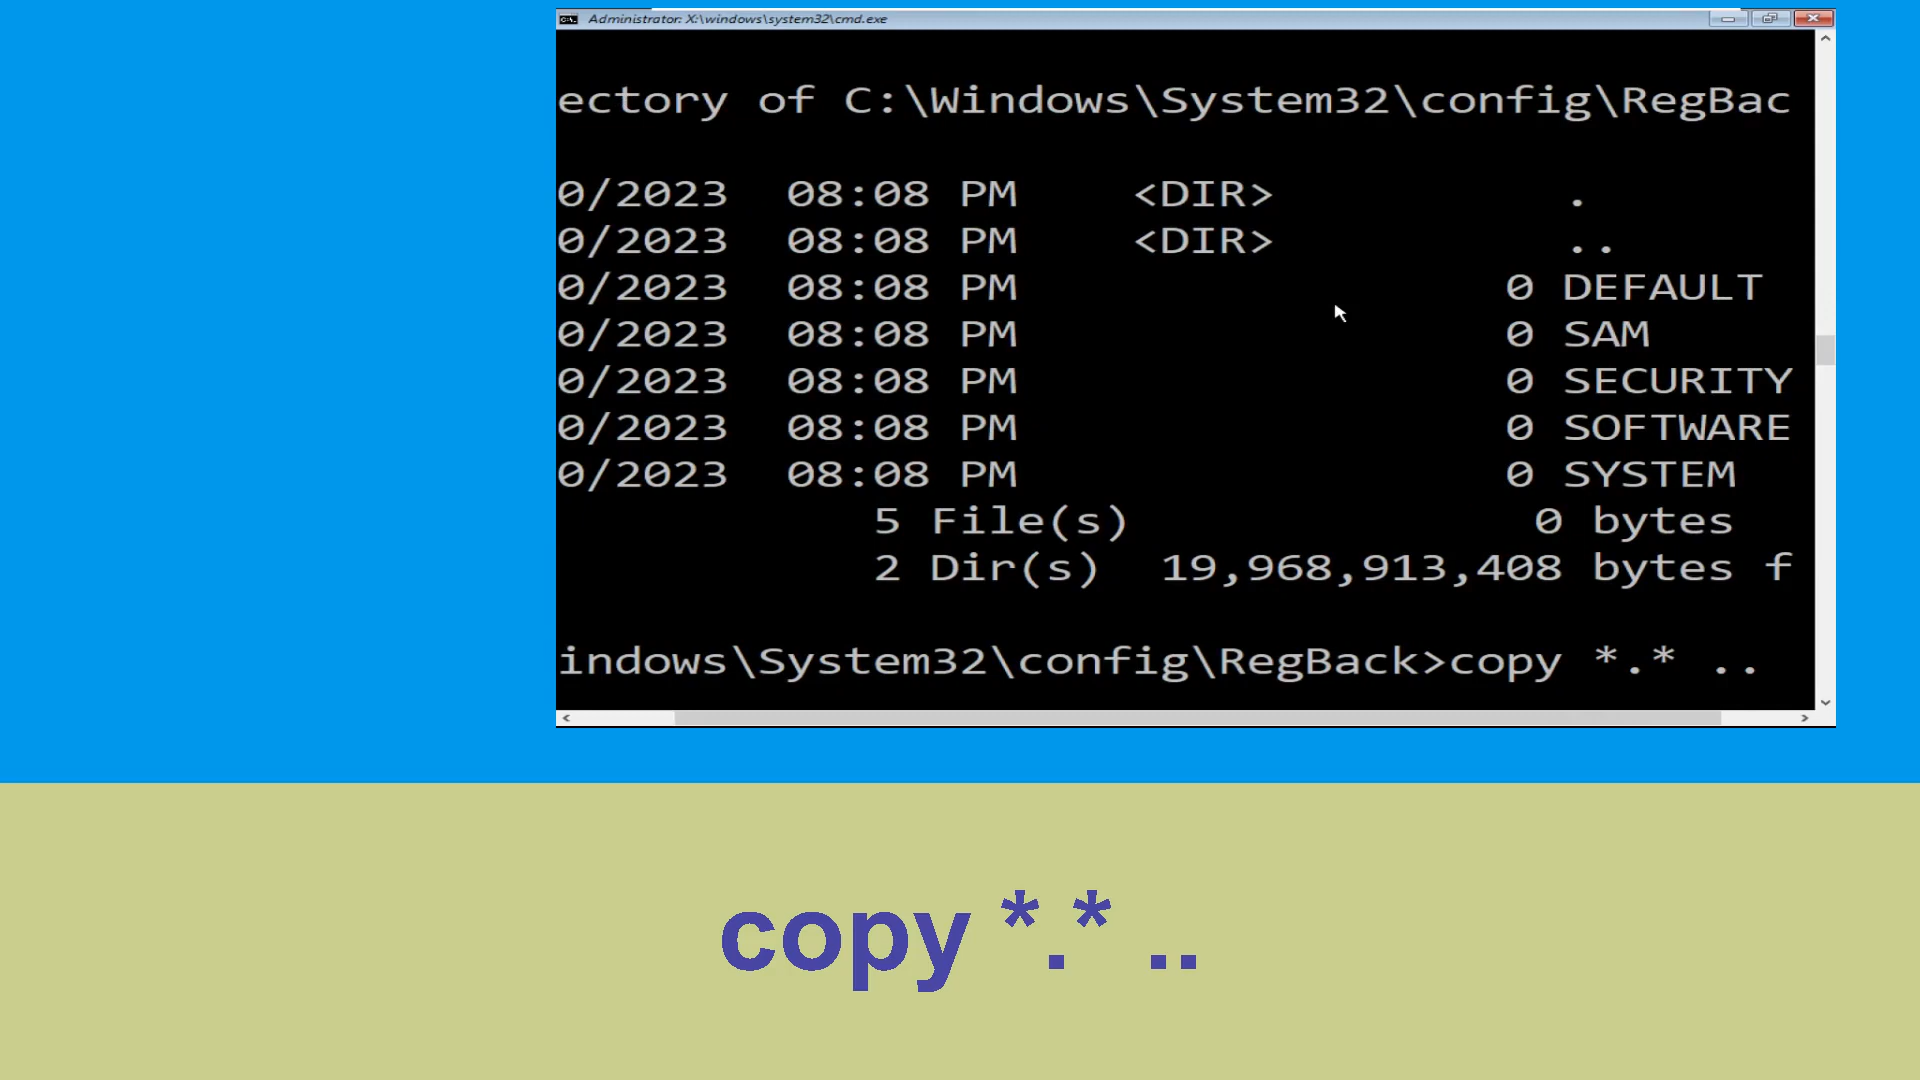 Administrator: X:\windows\system32\cmd.exe
ectory of C:\Windows\System32\config\RegBac
0/2023 08:08 PM <DIR> .
0/2023 08:08 PM <DIR> ..
0/2023 08:08 PM 0 DEFAULT
0/2023 08:08 PM 0 SAM
0/2023 08:08 PM 0 SECURITY
0/2023 08:08 PM 0 SOFTWARE
0/2023 08:08 PM 0 SYSTEM
5 File(s) 0 bytes
2 Dir(s) 19,968,913,408 bytes f
indows\System32\config\RegBack>copy *.* ..
copy *.* ..